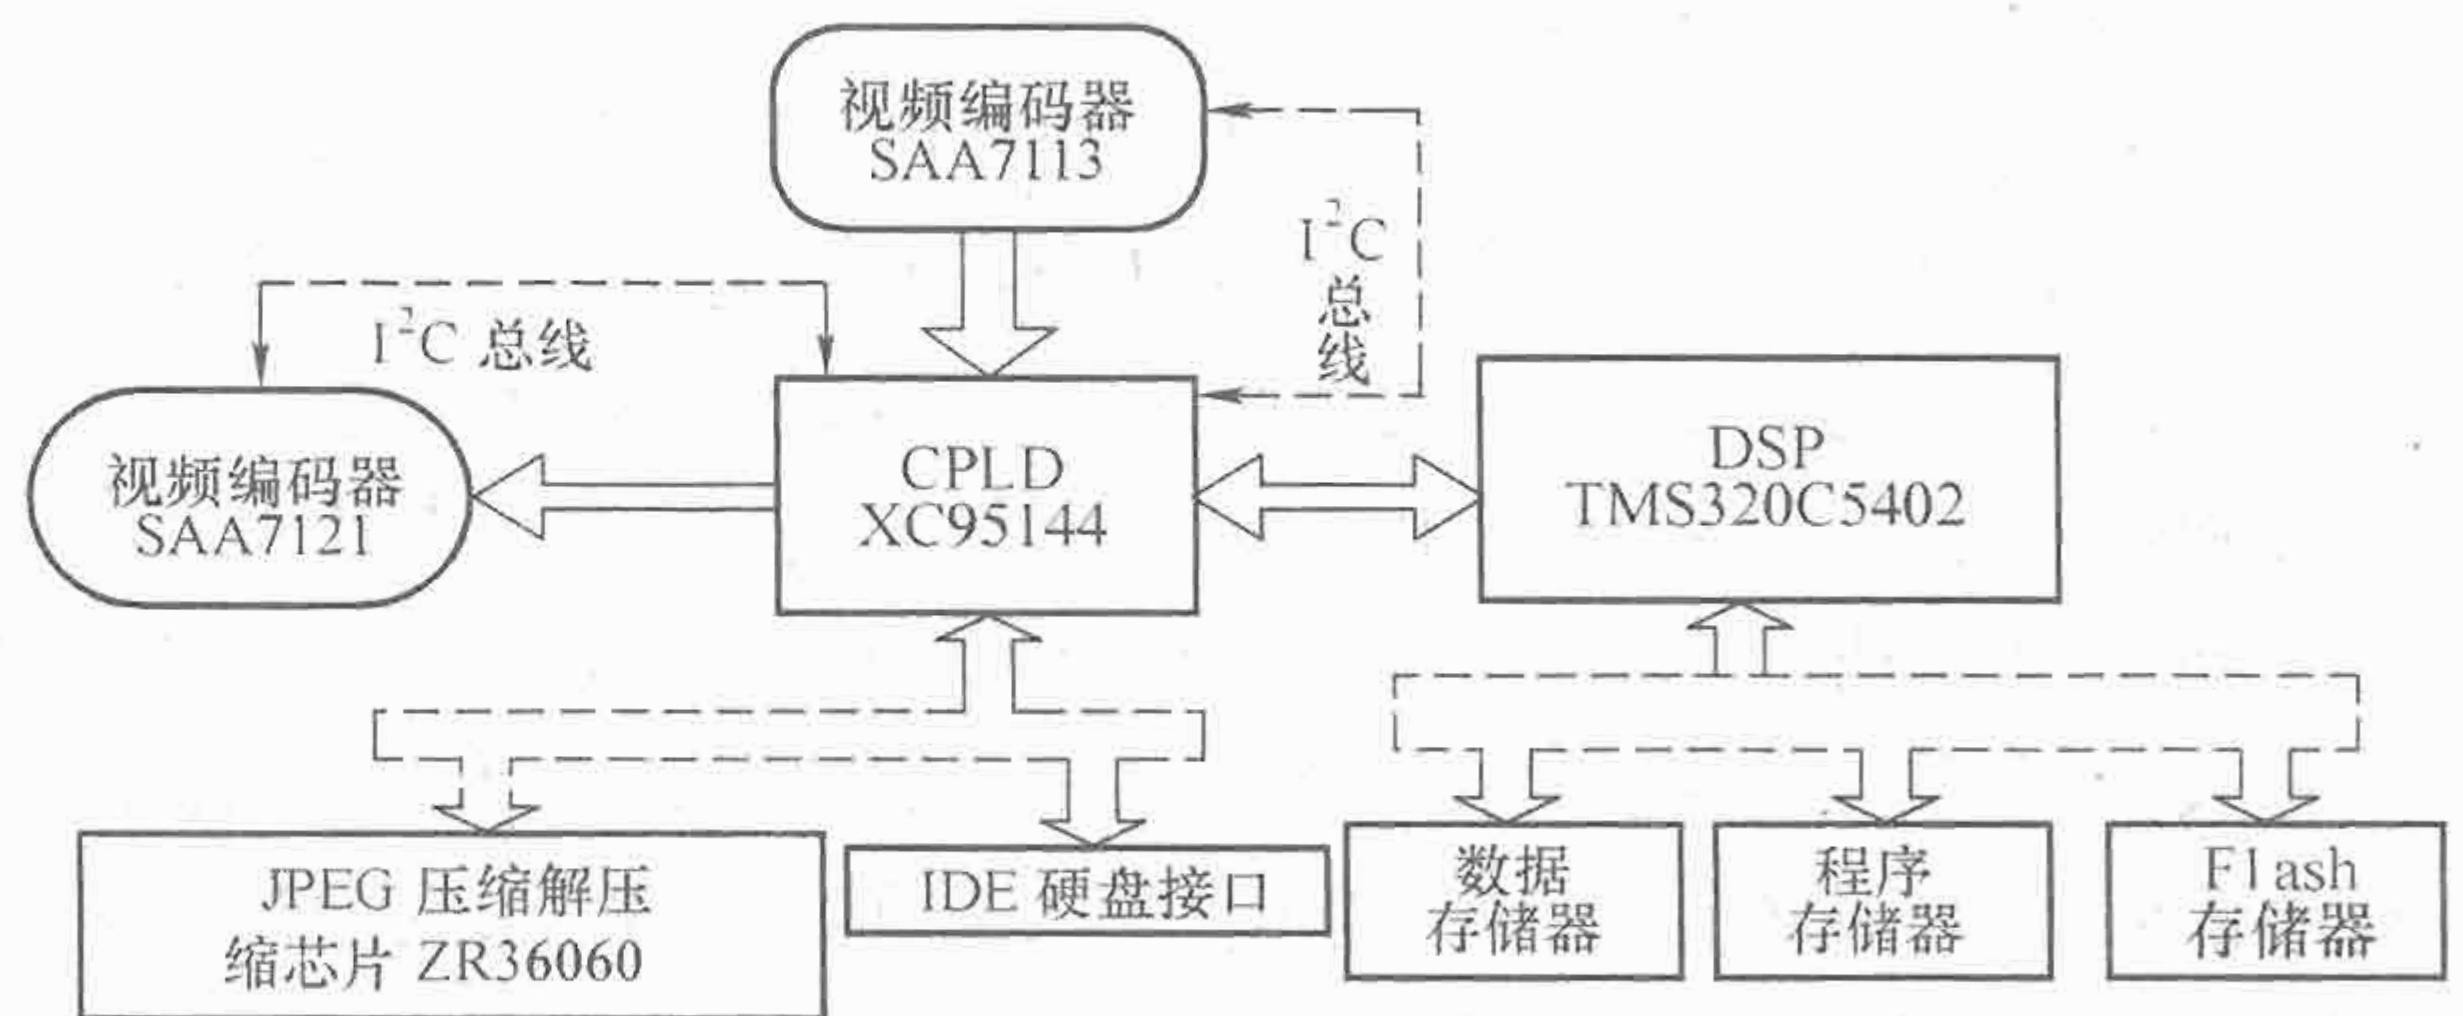 视频编码器
SAA7113
I²C
总
线
I²C 总线
视频编码器
SAA7121
CPLD
XC95144
DSP
TMS320C5402
JPEG 压缩解压
缩芯片 ZR36060
IDE 硬盘接口
数据
存储器
程序
存储器
Flash
存储器